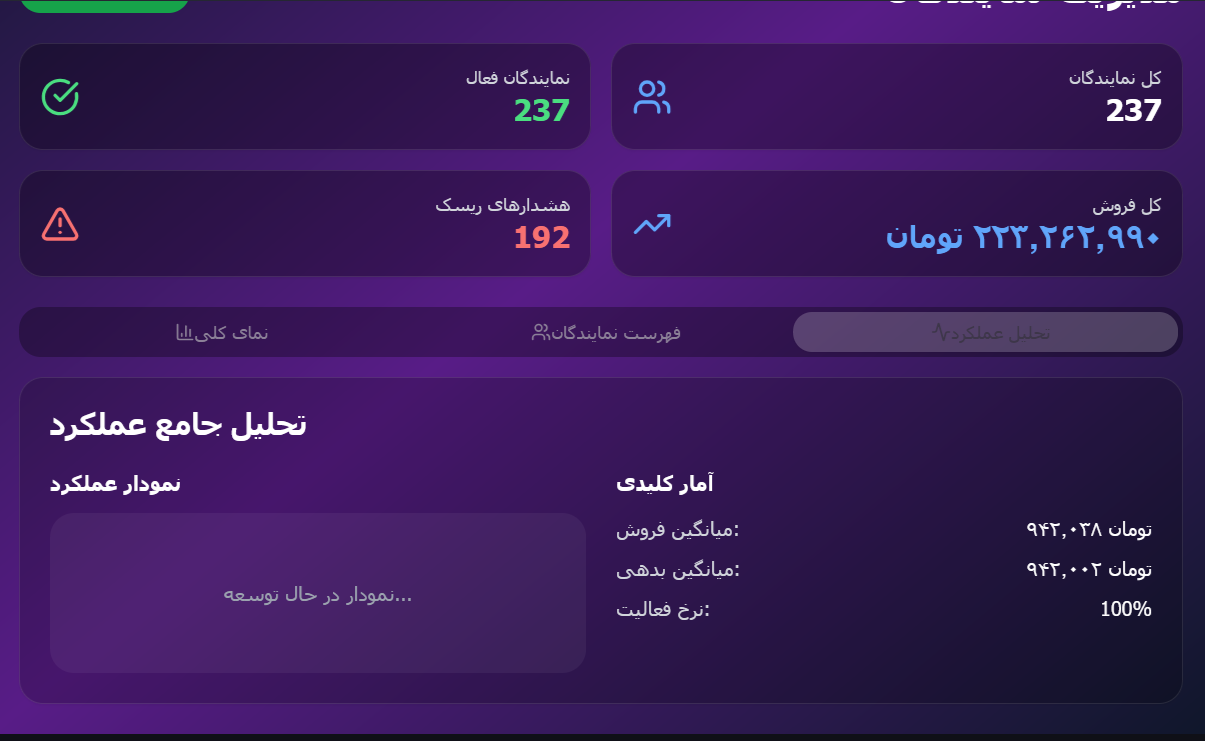 کل نمایندگان
237
نمایندگان فعال
237
کل فروش
۲۲۳,۲۶۲,۹۹۰ تومان
هشدارهای ریسک
192
تحلیل عملکرد
فهرست نمایندگان
نمای کلی
تحلیل جامع عملکرد
آمار کلیدی
میانگین فروش:
تومان ۹۴۲,۰۳۸
میانگین بدهی:
تومان ۹۴۲,۰۰۲
نرخ فعالیت:
100%
نمودار عملکرد
نمودار در حال توسعه...